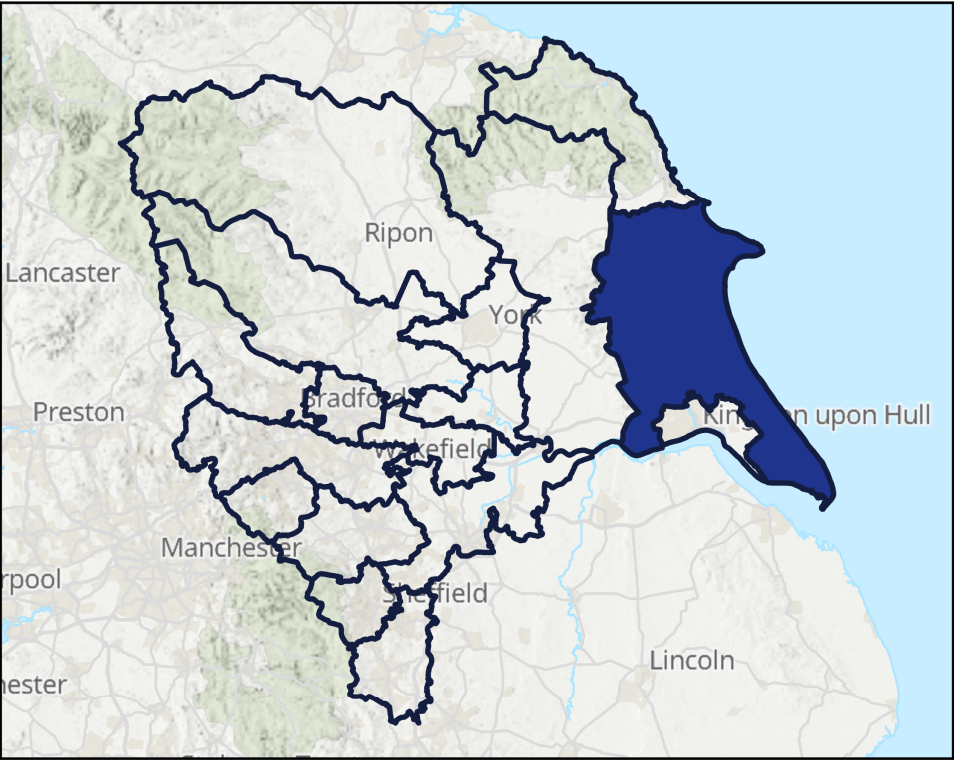 Ripon
Lancaster
York
Bradford
Preston
Kingston upon Hull
Wakefield
Manchester
rpool
Sheffield
Lincoln
hester